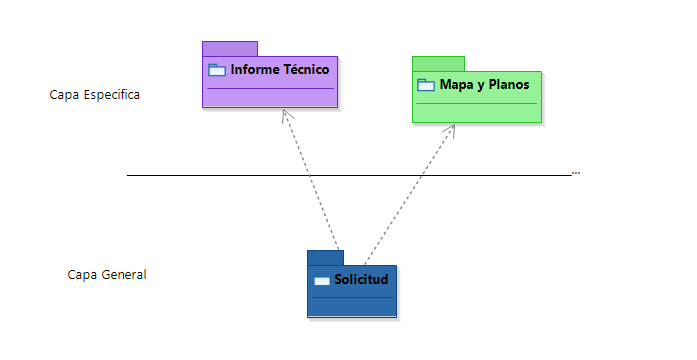 Informe Técnico
Mapa y Planos
Capa Especifica
...
Capa General
Solicitud